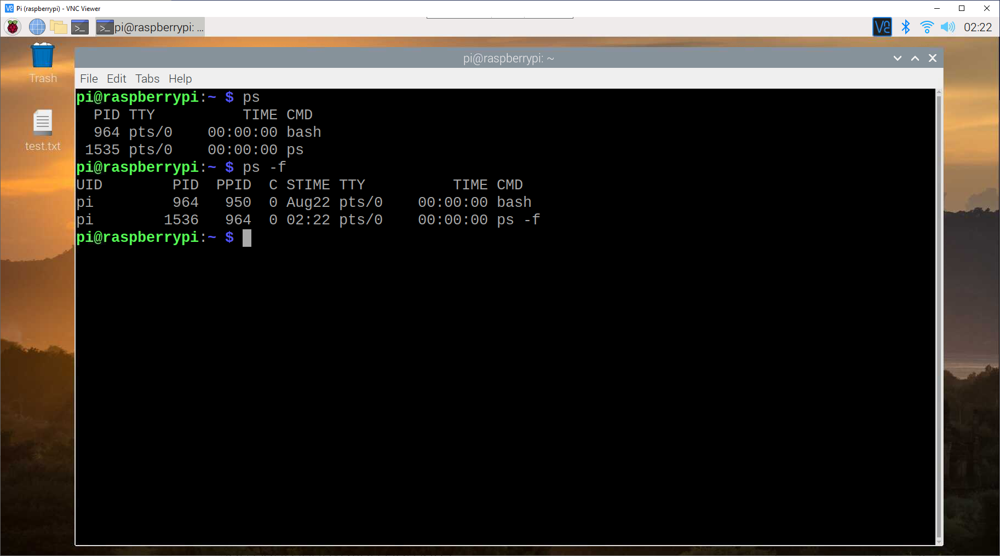 Pi (raspberrypi) - VNC Viewer
pi@raspberrypi: ...
02:22
Trash
test.txt
pi@raspberrypi: ~
File Edit Tabs Help
pi@raspberrypi:~ $ ps
  PID TTY          TIME CMD
  964 pts/0    00:00:00 bash
 1535 pts/0    00:00:00 ps
pi@raspberrypi:~ $ ps -f
UID        PID  PPID  C STIME TTY          TIME CMD
pi         964   950  0 Aug22 pts/0    00:00:00 bash
pi        1536   964  0 02:22 pts/0    00:00:00 ps -f
pi@raspberrypi:~ $